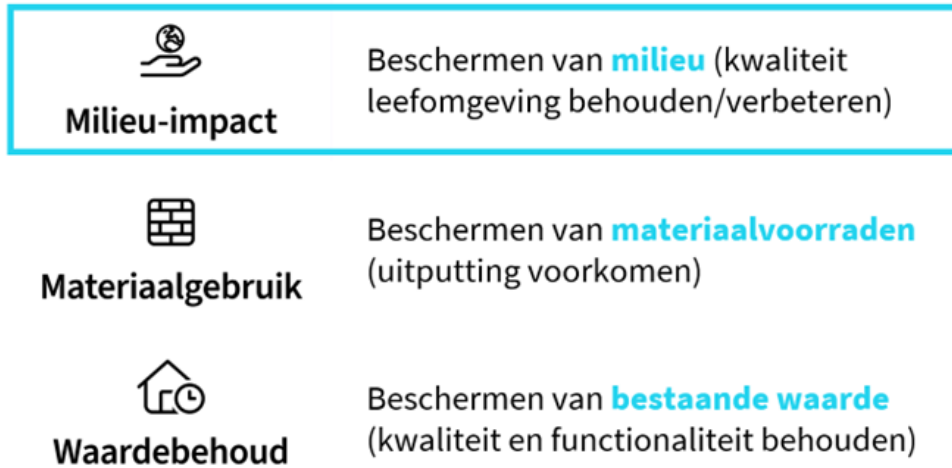 Milieu-impact
Beschermen van milieu (kwaliteit
leefomgeving behouden/verbeteren)
Materiaalgebruik
Beschermen van materiaalvoorraden
(uitputting voorkomen)
Waardebehoud
Beschermen van bestaande waarde
(kwaliteit en functionaliteit behouden)